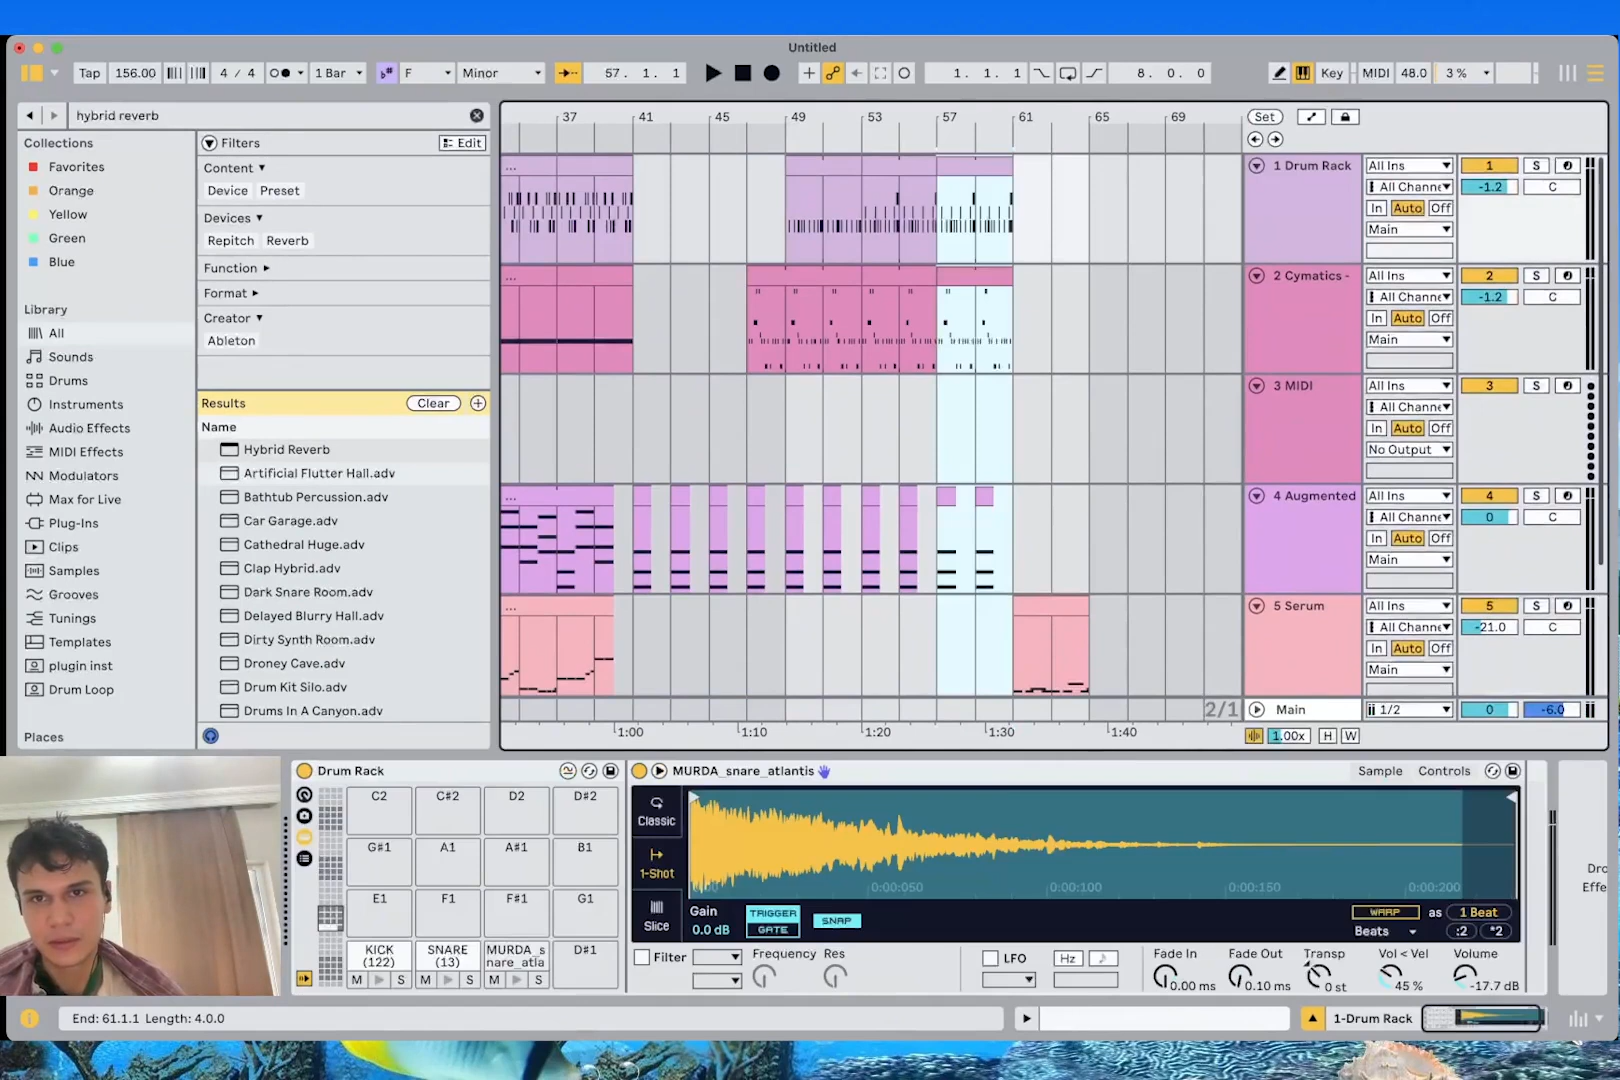 Untitled
Tap 156.00 4 / 4 1 Bar F Minor 57. 1. 1 1. 1. 1 8. 0. 0 Key MIDI 48.0 3 %
hybrid reverb
Collections
Favorites
Orange
Yellow
Green
Blue
Library
All
Sounds
Drums
Instruments
Audio Effects
MIDI Effects
Modulators
Max for Live
Plug-Ins
Clips
Samples
Grooves
Tunings
Templates
plugin inst
Drum Loop
Places
Filters Edit
Content
Device Preset
Devices
Repitch Reverb
Function
Format
Creator
Ableton
Results Clear
Name
Hybrid Reverb
Artificial Flutter Hall.adv
Bathtub Percussion.adv
Car Garage.adv
Cathedral Huge.adv
Clap Hybrid.adv
Dark Snare Room.adv
Delayed Blurry Hall.adv
Dirty Synth Room.adv
Droney Cave.adv
Drum Kit Silo.adv
Drums In A Canyon.adv
37 41 45 49 53 57 61 65 69
Set
1 Drum Rack All Ins 1 S
All Channe -1.2 C
In Auto Off
Main
2 Cymatics - All Ins 2 S
All Channe -1.2 C
In Auto Off
Main
3 MIDI All Ins 3 S
All Channe
In Auto Off
No Output
4 Augmented All Ins 4 S
All Channe 0 C
In Auto Off
Main
5 Serum All Ins 5 S
All Channe -21.0 C
In Auto Off
Main
2/1 Main 1/2 0 -6.0
1:00 1:10 1:20 1:30 1:40
1.00x H W
Drum Rack
C2 C#2 D2 D#2
G#1 A1 A#1 B1
E1 F1 F#1 G1
KICK (122) SNARE (13) MURDA_s nare_atla D#1
M S M S M S
MURDA_snare_atlantis Sample Controls
Classic
1-Shot
Slice
0:00:050 0:00:100 0:00:150 0:00:200
Gain TRIGGER SNAP WARP as 1 Beat
0.0 dB GATE Beats :2 *2
Filter Frequency Res LFO Hz Fade In Fade Out Transp Vol < Vel Volume
0.00 ms 0.10 ms 0 st 45 % -17.7 dB
Dro
Effe
End: 61.1.1 Length: 4.0.0
1-Drum Rack